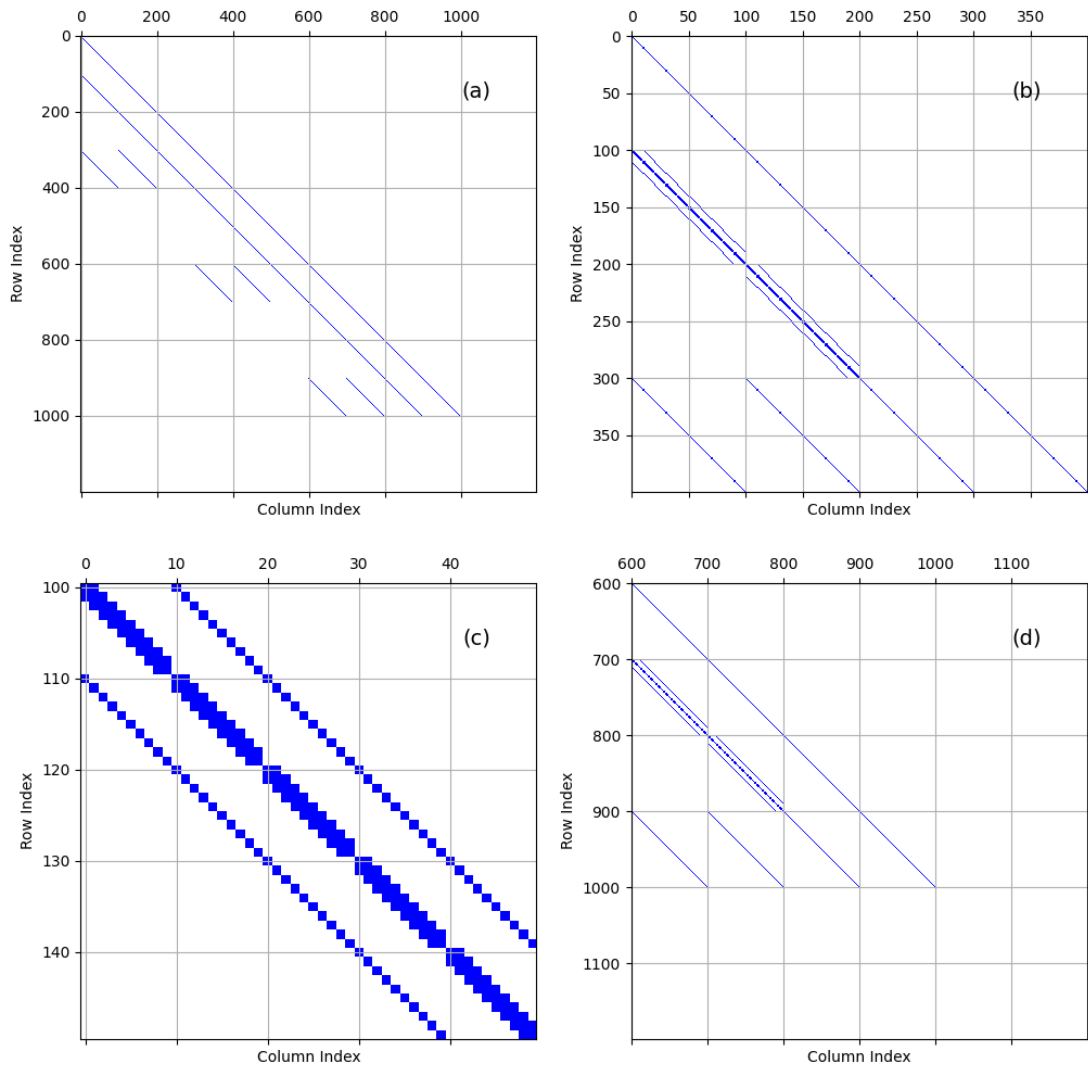 0 200 400 600 800 1000
0
200
400
600
800
1000
Row Index
Column Index
(a)
0 50 100 150 200 250 300 350
0
50
100
150
200
250
300
350
Row Index
Column Index
(b)
0 10 20 30 40
100
110
120
130
140
Row Index
Column Index
(c)
600 700 800 900 1000 1100
600
700
800
900
1000
1100
Row Index
Column Index
(d)